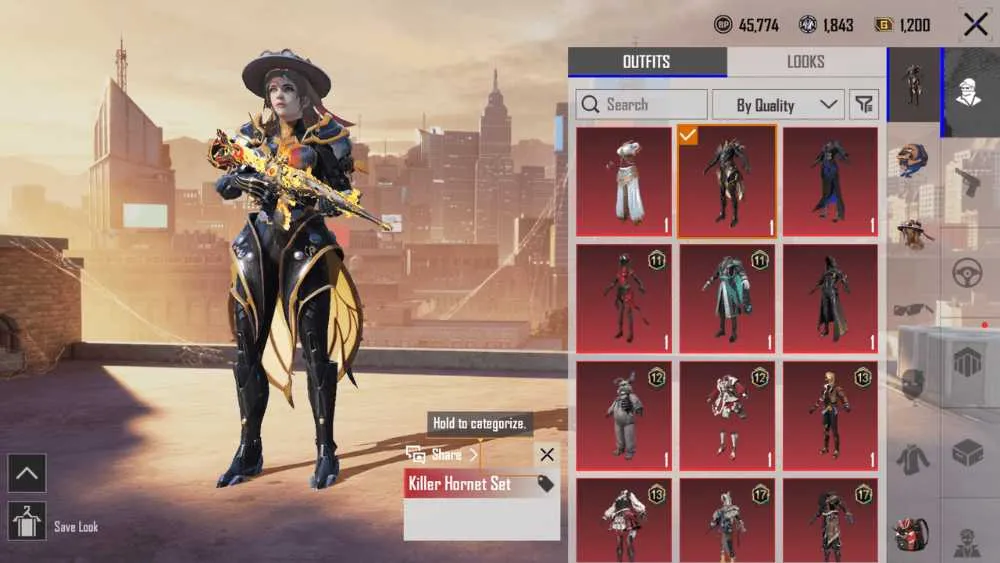 BP 45,774 1,843 G 1,200
OUTFITS LOOKS
Search By Quality
1 1 1
11 11
1 1 1
12 12 13
1 1 1
13 17 17
Hold to categorize.
Share
Killer Hornet Set
Save Look